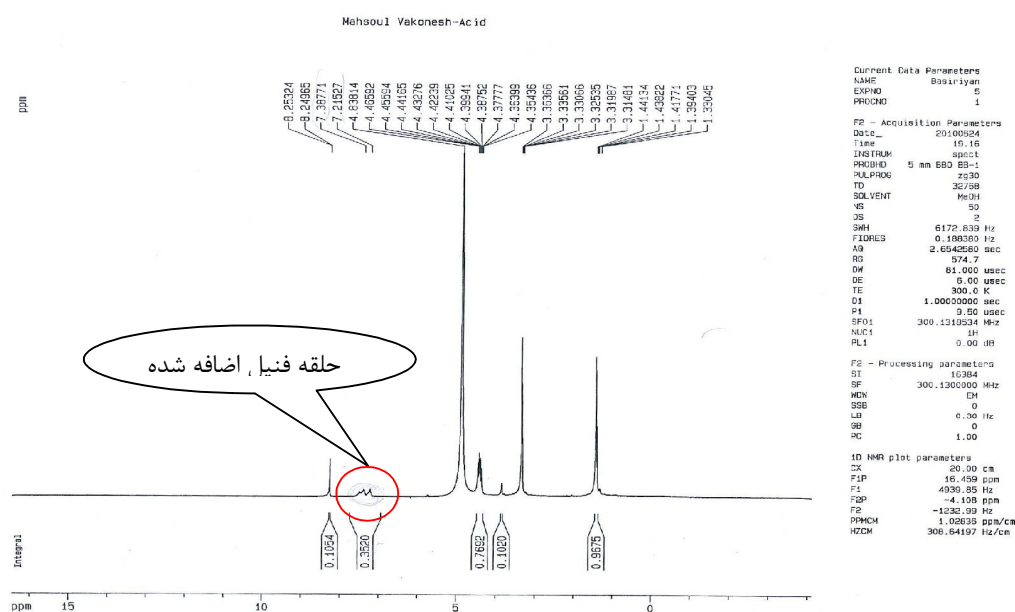 Mahsoul Vakonesh-Acid
ppm
8.25324
8.24965
7.38771
7.21527
4.83814
4.46592
4.45594
4.44165
4.43276
4.42239
4.41025
4.39941
4.38752
4.37777
4.36389
4.35436
3.36366
3.33561
3.33066
3.32535
3.31987
3.31481
1.44134
1.43822
1.41771
1.39403
1.33045
حلقه فنیل اضافه شده
Integral
0.1054
0.3520
0.7692
0.1020
0.9675
ppm 15 10 5 0
Current Data Parameters
NAME Basiriyan
EXPNO 5
PROCNO 1
F2 - Acquisition Parameters
Date_ 20100624
Time 19.16
INSTRUM spect
PROBHD 5 mm BBO BB-1
PULPROG zg30
TD 32768
SOLVENT MeOH
NS 50
DS 2
SWH 6172.839 Hz
FIDRES 0.188380 Hz
AQ 2.6542580 sec
RG 574.7
DW 81.000 usec
DE 6.00 usec
TE 300.0 K
D1 1.00000000 sec
P1 9.50 usec
SFO1 300.1318534 MHz
NUC1 1H
PL1 0.00 dB
F2 - Processing parameters
SI 16384
SF 300.1300000 MHz
WDW EM
SSB 0
LB 0.30 Hz
GB 0
PC 1.00
1D NMR plot parameters
CX 20.00 cm
F1P 16.459 ppm
F1 4939.85 Hz
F2P -4.108 ppm
F2 -1232.99 Hz
PPMCM 1.02836 ppm/cm
HZCM 308.64197 Hz/cm